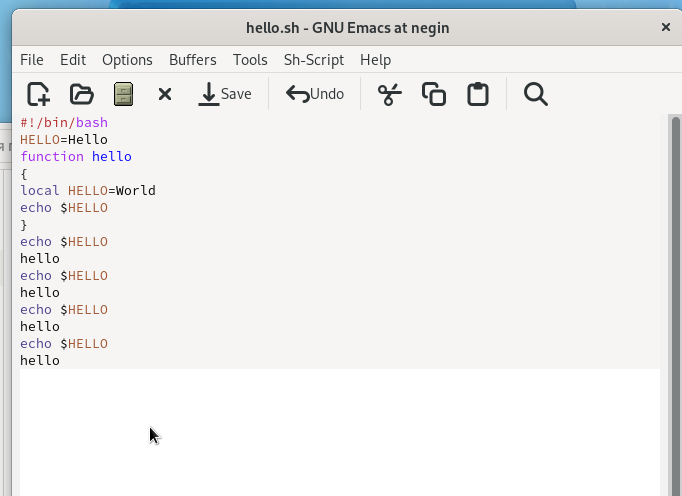 hello.sh - GNU Emacs at negin
File Edit Options Buffers Tools Sh-Script Help
Save Undo
#!/bin/bash
HELLO=Hello
function hello
{
local HELLO=World
echo $HELLO
}
echo $HELLO
hello
echo $HELLO
hello
echo $HELLO
hello
echo $HELLO
hello